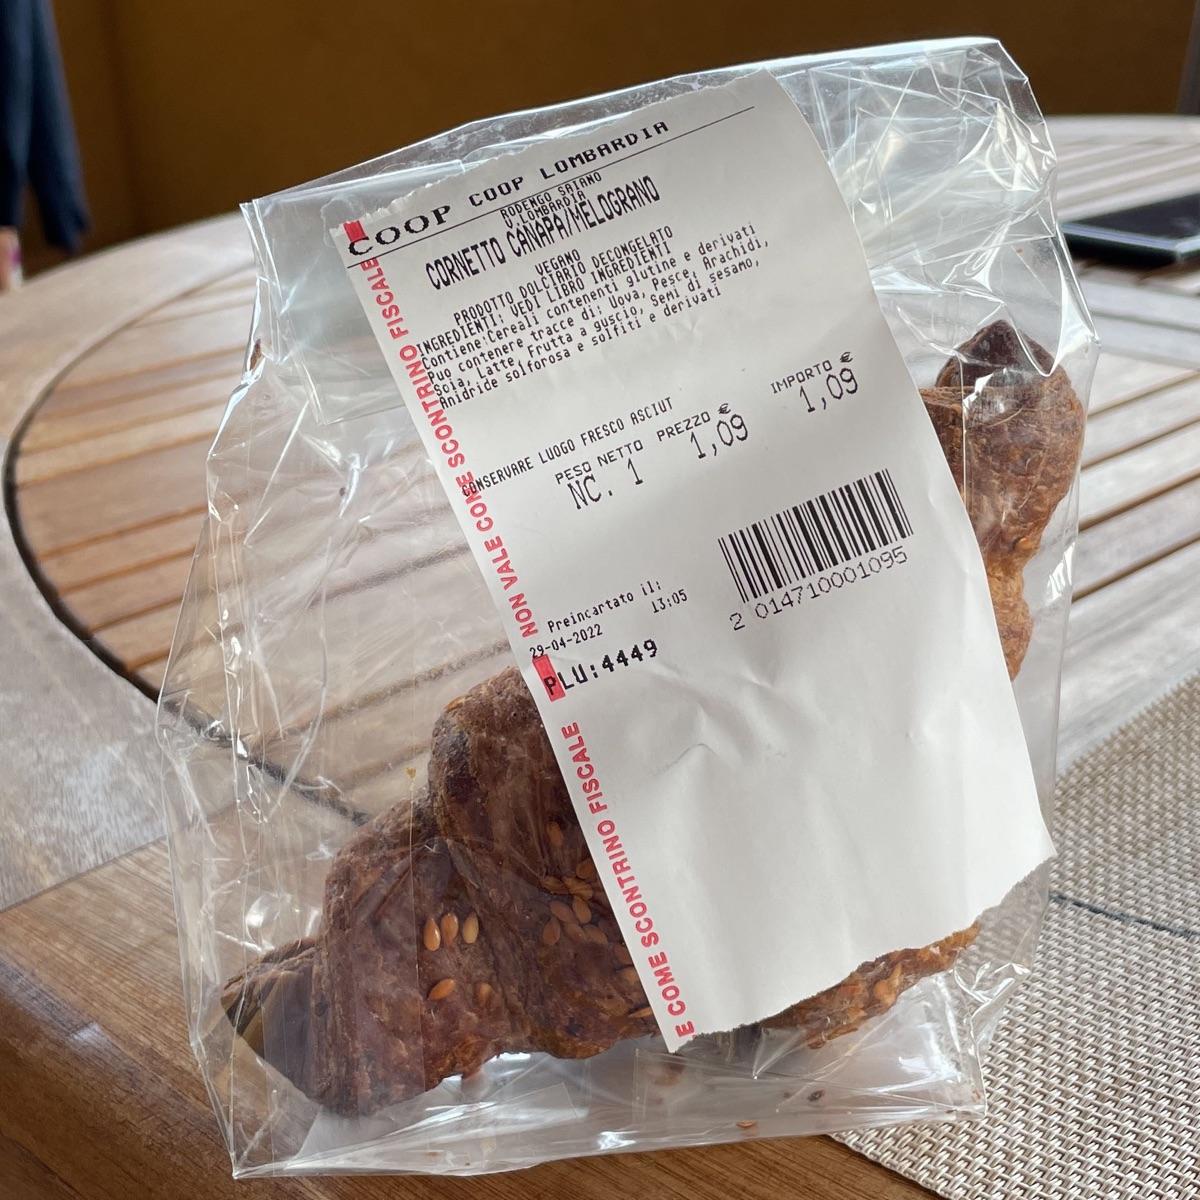 COOP COOP LOMBARDIA
RODENGO SAIANO
V.LOMBARDIA
CORNETTO CANAPA/MELOGRANO
VEGANO
PRODOTTO DOLCIARIO DECONGELATO
INGREDIENTI: VEDI LIBRO INGREDIENTI
Contiene:Cereali contenenti glutine e derivati
Puo contenere tracce di: Uova, Pesce, Arachidi,
Soia, Latte, Frutta a guscio, Semi di sesamo,
Anidride solforosa e solfiti e derivati
CONSERVARE LUOGO FRESCO ASCIUT
PESO NETTO PREZZO € IMPORTO €
NC. 1 1,09 1,09
2 014710001095
Preincartato il:
29-04-2022 13:05
PLU:4449
NON VALE COME SCONTRINO FISCALE
E COME SCONTRINO FISCALE